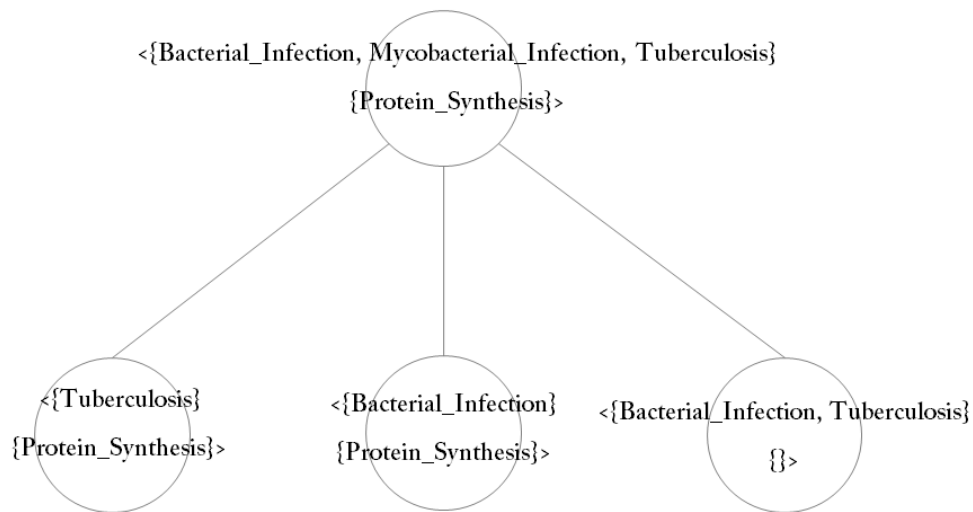 <{Bacterial_Infection, Mycobacterial_Infection, Tuberculosis}
{Protein_Synthesis}>
<{Tuberculosis}
{Protein_Synthesis}>
<{Bacterial_Infection}
{Protein_Synthesis}>
<{Bacterial_Infection, Tuberculosis}
{}>